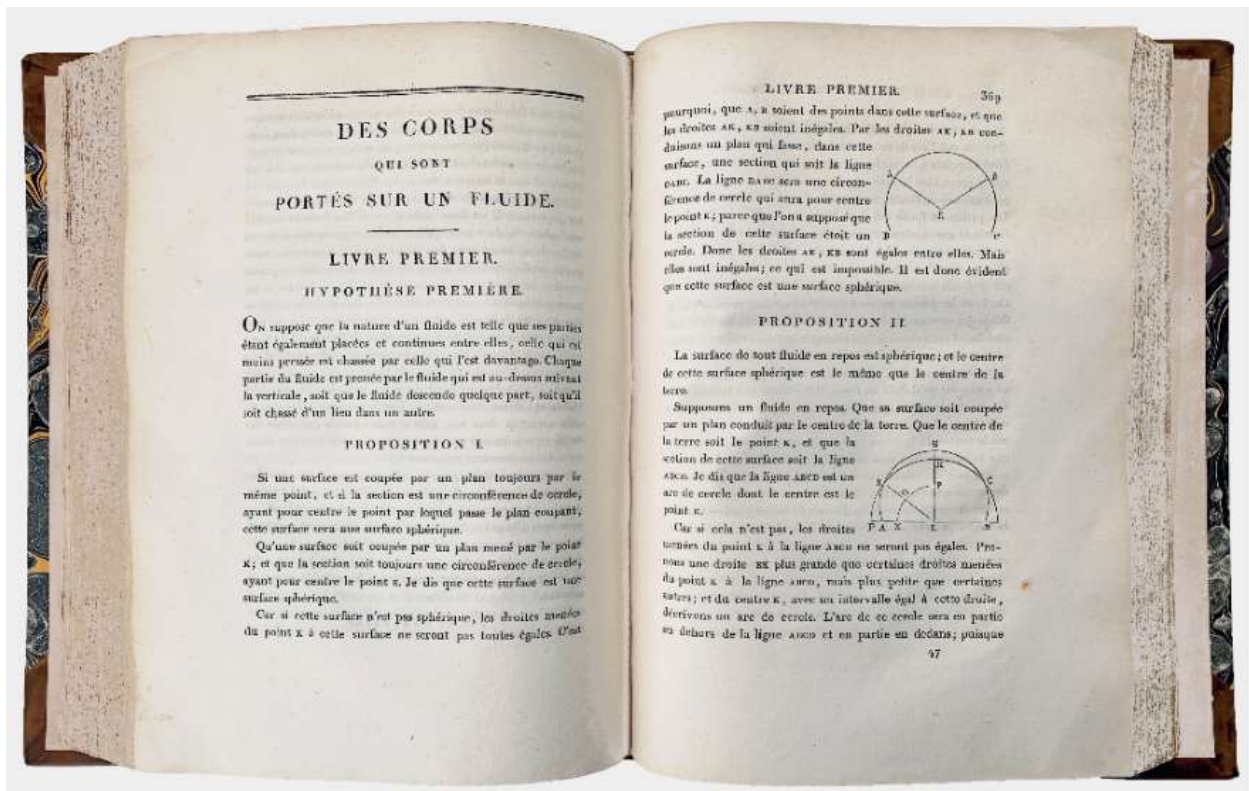 DES CORPS
QUI SONT
PORTÉS SUR UN FLUIDE.
LIVRE PREMIER.
HYPOTHÈSE PREMIÈRE.
On suppose que la nature d'un fluide est telle que ses parties
étant également placées et continues entre elles, celle qui est
moins pressée est chassée par celle qui l'est davantage. Chaque
partie du fluide est pressée par le fluide qui est au-dessus suivant
la verticale, soit que le fluide descende quelque part, soit qu'il
soit chassé d'un lieu dans un autre.
PROPOSITION I.
Si une surface est coupée par un plan toujours par le
même point, et si la section est une circonférence de cercle,
ayant pour centre le point par lequel passe le plan coupant,
cette surface sera une surface sphérique.
Qu'une surface soit coupée par un plan mené par le point
K; et que la section soit toujours une circonférence de cercle,
ayant pour centre le point K. Je dis que cette surface est une
surface sphérique.
Car si cette surface n'est pas sphérique, les droites menées
du point K à cette surface ne seront pas toutes égales. C'est
LIVRE PREMIER. 369
pourquoi, que A, B soient des points dans cette surface, et que
les droites AK, KB soient inégales. Par les droites AK, KB con-
duisons un plan qui fasse, dans cette
surface, une section qui soit la ligne
DABC. La ligne DABC sera une circon-
férence de cercle qui aura pour centre
le point K; parce que l'on a supposé que
la section de cette surface étoit un
cercle. Donc les droites AK, KB sont égales entre elles. Mais
elles sont inégales; ce qui est impossible. Il est donc évident
que cette surface est une surface sphérique.
A B
K
D C
PROPOSITION II.
La surface de tout fluide en repos est sphérique; et le centre
de cette surface sphérique est le même que le centre de la
terre.
Supposons un fluide en repos. Que sa surface soit coupée
par un plan conduit par le centre de la terre. Que le centre de
la terre soit le point K, et que la
section de cette surface soit la ligne
ABCD. Je dis que la ligne ABCD est un
arc de cercle dont le centre est le
point K.
Car si cela n'est pas, les droites
menées du point K à la ligne ABCD ne seront pas égales. Pre-
nons une droite EK plus grande que certaines droites menées
du point K à la ligne ABCD, mais plus petite que certaines
autres; et du centre K, avec un intervalle égal à cette droite,
décrivons un arc de cercle. L'arc de ce cercle sera en partie
en dehors de la ligne ABCD et en partie en dedans; puisque
O P
F A X
47